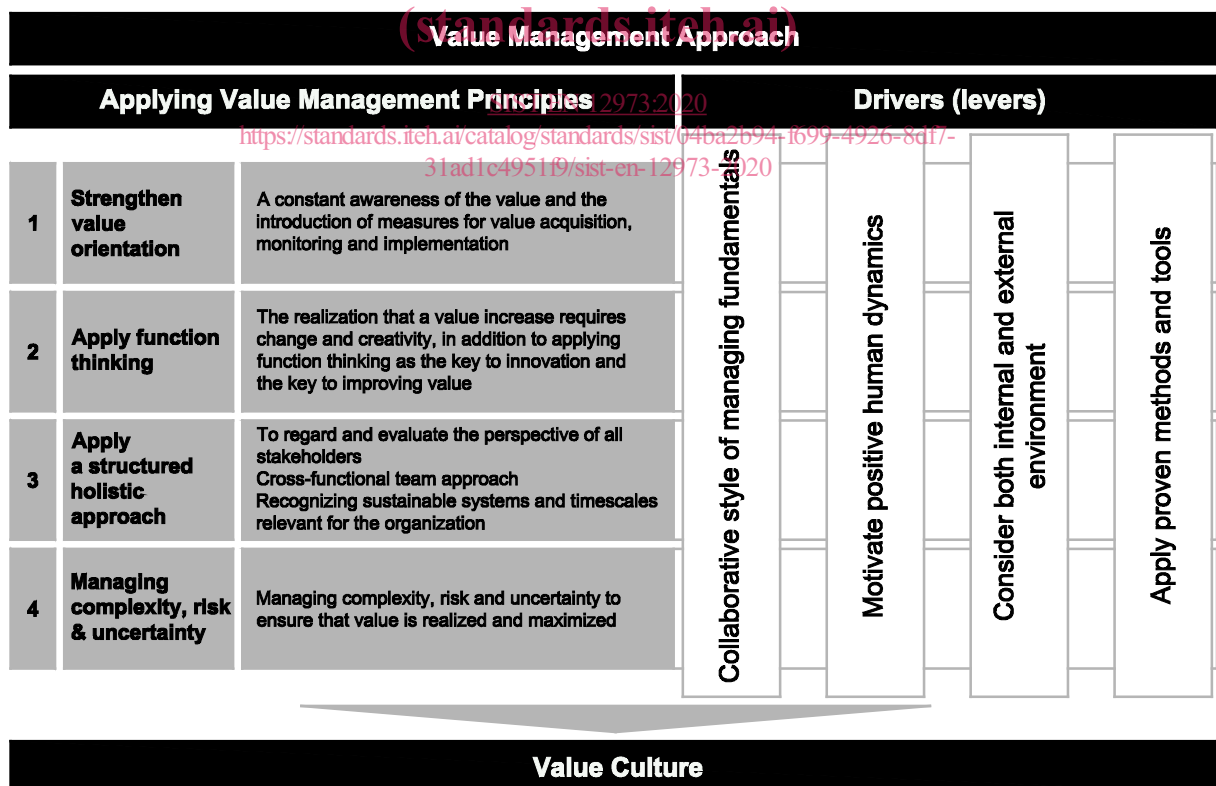 (standards.iteh.ai)
Value Management Approach
Applying Value Management Principles
Drivers (levers)
SIST EN 12973:2020
https://standards.iteh.ai/catalog/standards/sist/04ba2b94-f699-4926-8df7-
31ad1c4951f9/sist-en-12973-2020
1
Strengthen
value
orientation
A constant awareness of the value and the
introduction of measures for value acquisition,
monitoring and implementation
2
Apply function
thinking
The realization that a value increase requires
change and creativity, in addition to applying
function thinking as the key to innovation and
the key to improving value
3
Apply
a structured
holistic
approach
To regard and evaluate the perspective of all
stakeholders
Cross-functional team approach
Recognizing sustainable systems and timescales
relevant for the organization
4
Managing
complexity, risk
& uncertainty
Managing complexity, risk and uncertainty to
ensure that value is realized and maximized
Collaborative style of managing fundamentals
Motivate positive human dynamics
Consider both internal and external
environment
Apply proven methods and tools
Value Culture